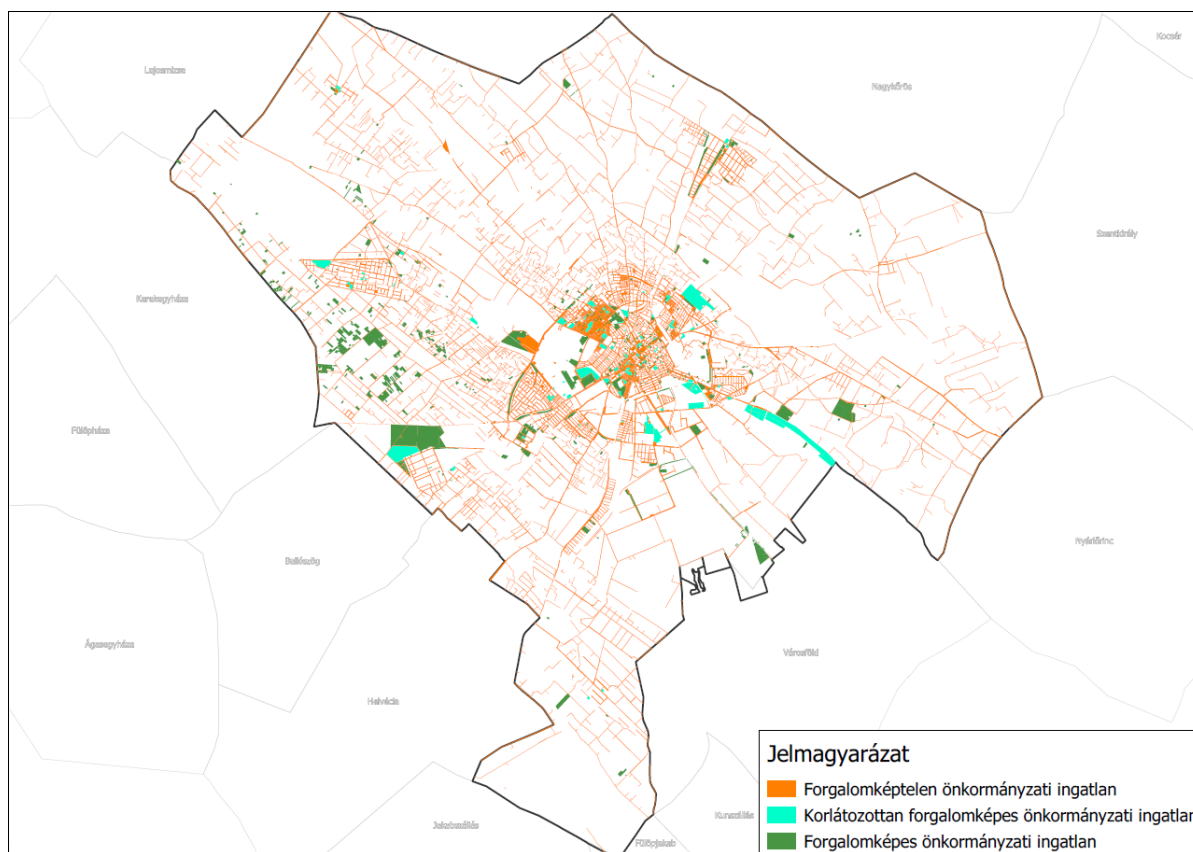 Kocsér
Lajosmizse
Nagykőrös
Szentkirály
Kerekegyháza
Fülöpháza
Ballószög
Nyárlőrinc
Ágasegyháza
Városföld
Helvécia
Jakabszállás
Kunszállás
Fülöpjakab
Jelmagyarázat
Forgalomképtelen önkormányzati ingatlan
Korlátozottan forgalomképes önkormányzati ingatlan
Forgalomképes önkormányzati ingatlan